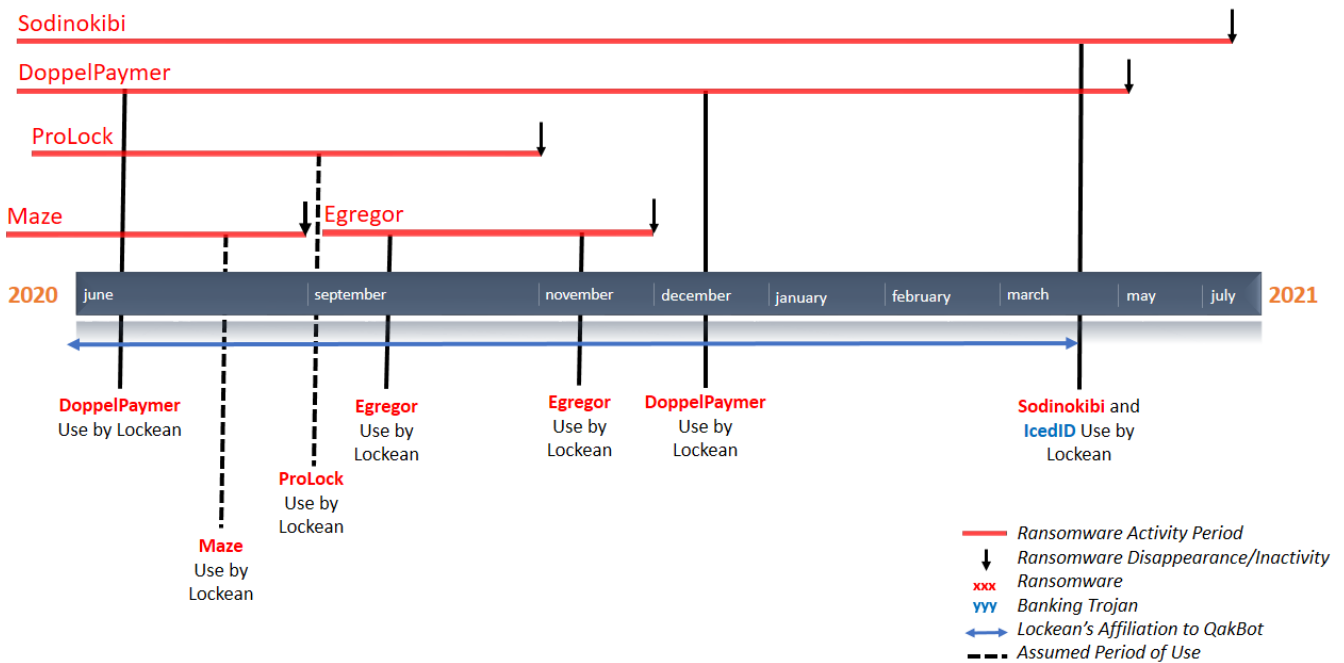 Sodinokibi
DoppelPaymer
ProLock
Maze
Egregor
2020
june
september
november
december
january
february
march
may
july
2021
DoppelPaymer
Use by Lockean
Maze
Use by
Lockean
ProLock
Use by
Lockean
Egregor
Use by
Lockean
Egregor
Use by
Lockean
DoppelPaymer
Use by
Lockean
Sodinokibi and
IcedID Use by
Lockean
Ransomware Activity Period
Ransomware Disappearance/Inactivity
xxx Ransomware
yyy Banking Trojan
Lockean's Affiliation to QakBot
Assumed Period of Use